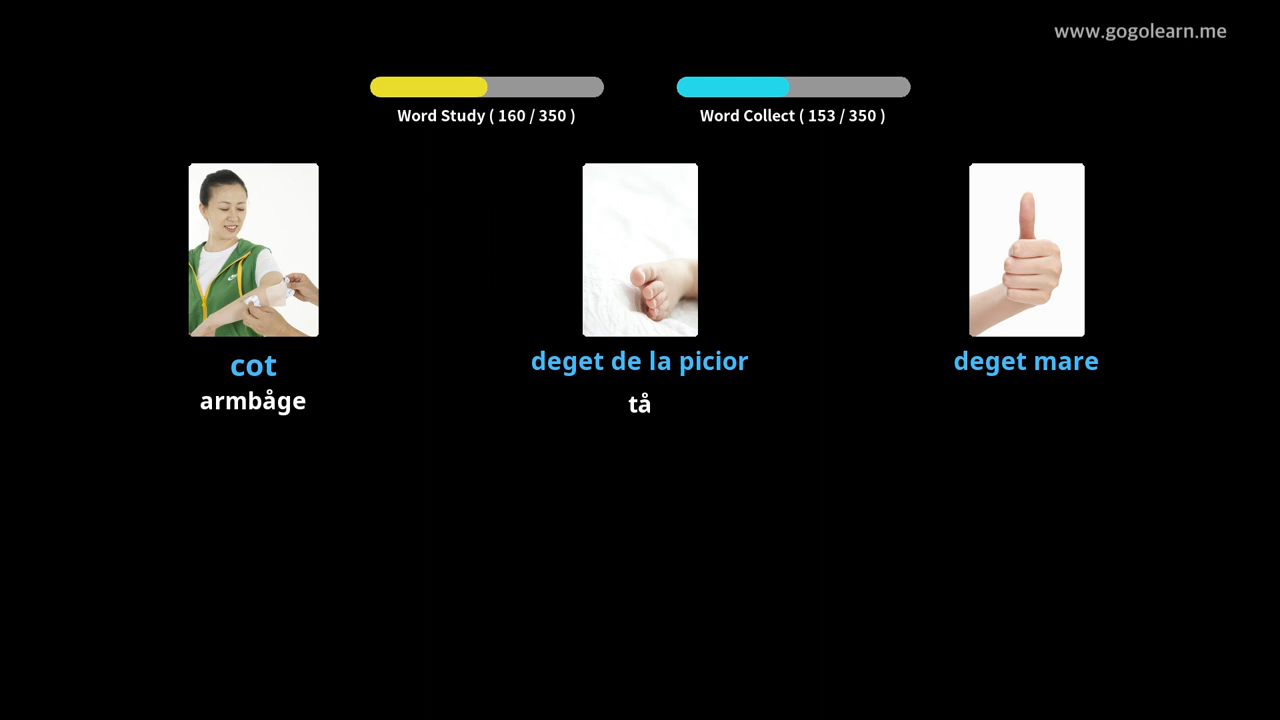 www.gogolearn.me
Word Study ( 160 / 350 )
Word Collect ( 153 / 350 )
cot
armbåge
deget de la picior
tå
deget mare